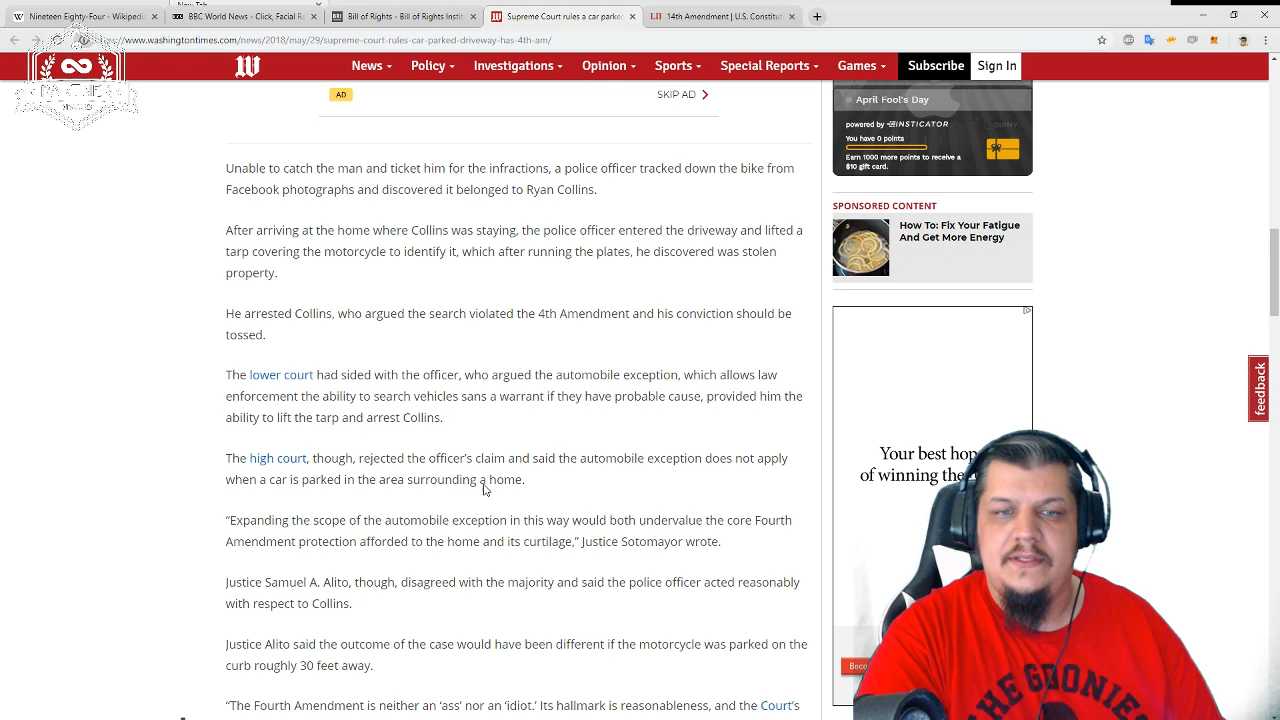 New Tab
Nineteen Eighty-Four - Wikiped
BBC World News - Click, Facial Re
Bill of Rights - Bill of Rights Insti
Supreme Court rules a car parked
14th Amendment | U.S. Constitut
www.washingtontimes.com/news/2018/may/29/supreme-court-rules-car-parked-driveway-has-4th-am/
W News Policy Investigations Opinion Sports Special Reports Games Subscribe Sign In
AD SKIP AD
April Fool's Day
powered by INSTICATOR
You have 0 points
Earn 1000 more points to receive a
$10 gift card.
Unable to catch the man and ticket him for the infractions, a police officer tracked down the bike from
Facebook photographs and discovered it belonged to Ryan Collins.
After arriving at the home where Collins was staying, the police officer entered the driveway and lifted a
tarp covering the motorcycle to identify it, which after running the plates, he discovered was stolen
property.
He arrested Collins, who argued the search violated the 4th Amendment and his conviction should be
tossed.
The lower court had sided with the officer, who argued the automobile exception, which allows law
enforcement the ability to search vehicles sans a warrant if they have probable cause, provided him the
ability to lift the tarp and arrest Collins.
The high court, though, rejected the officer's claim and said the automobile exception does not apply
when a car is parked in the area surrounding a home.
“Expanding the scope of the automobile exception in this way would both undervalue the core Fourth
Amendment protection afforded to the home and its curtilage,” Justice Sotomayor wrote.
Justice Samuel A. Alito, though, disagreed with the majority and said the police officer acted reasonably
with respect to Collins.
Justice Alito said the outcome of the case would have been different if the motorcycle was parked on the
curb roughly 30 feet away.
“The Fourth Amendment is neither an ‘ass’ nor an ‘idiot.’ Its hallmark is reasonableness, and the Court's
SPONSORED CONTENT
How To: Fix Your Fatigue
And Get More Energy
Your best hop
of winning the
Beco
feedback
THE GOONIES